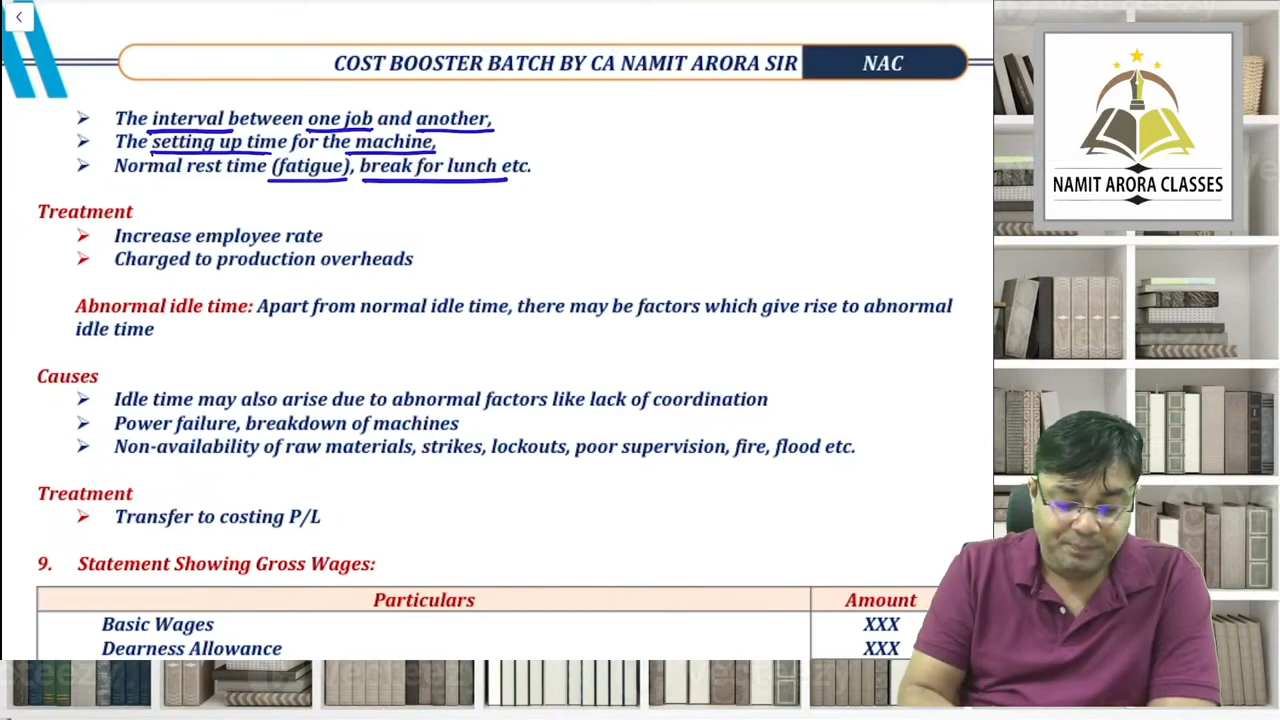 COST BOOSTER BATCH BY CA NAMIT ARORA SIR NAC
➢ The interval between one job and another,
➢ The setting up time for the machine,
➢ Normal rest time (fatigue), break for lunch etc.
Treatment
➢ Increase employee rate
➢ Charged to production overheads
Abnormal idle time: Apart from normal idle time, there may be factors which give rise to abnormal
idle time
Causes
➢ Idle time may also arise due to abnormal factors like lack of coordination
➢ Power failure, breakdown of machines
➢ Non-availability of raw materials, strikes, lockouts, poor supervision, fire, flood etc.
Treatment
➢ Transfer to costing P/L
9. Statement Showing Gross Wages:
Particulars Amount
Basic Wages XXX
Dearness Allowance XXX
NAMIT ARORA CLASSES